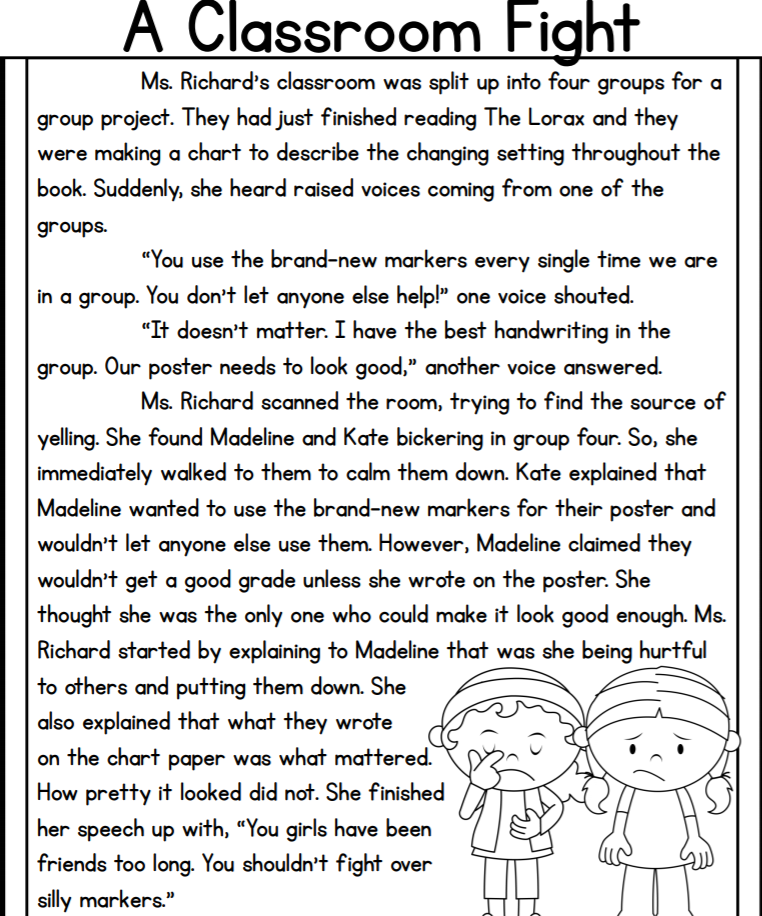 A Classroom Fight
Ms. Richard's classroom was split up into four groups for a
group project. They had just finished reading The Lorax and they
were making a chart to describe the changing setting throughout the
book. Suddenly, she heard raised voices coming from one of the
groups.
“You use the brand-new markers every single time we are
in a group. You don't let anyone else help!” one voice shouted.
“It doesn't matter. I have the best handwriting in the
group. Our poster needs to look good,” another voice answered.
Ms. Richard scanned the room, trying to find the source of
yelling. She found Madeline and Kate bickering in group four. So, she
immediately walked to them to calm them down. Kate explained that
Madeline wanted to use the brand-new markers for their poster and
wouldn't let anyone else use them. However, Madeline claimed they
wouldn't get a good grade unless she wrote on the poster. She
thought she was the only one who could make it look good enough. Ms.
Richard started by explaining to Madeline that was she being hurtful
to others and putting them down. She
also explained that what they wrote
on the chart paper was what mattered.
How pretty it looked did not. She finished
her speech up with, “You girls have been
friends too long. You shouldn't fight over
silly markers.”